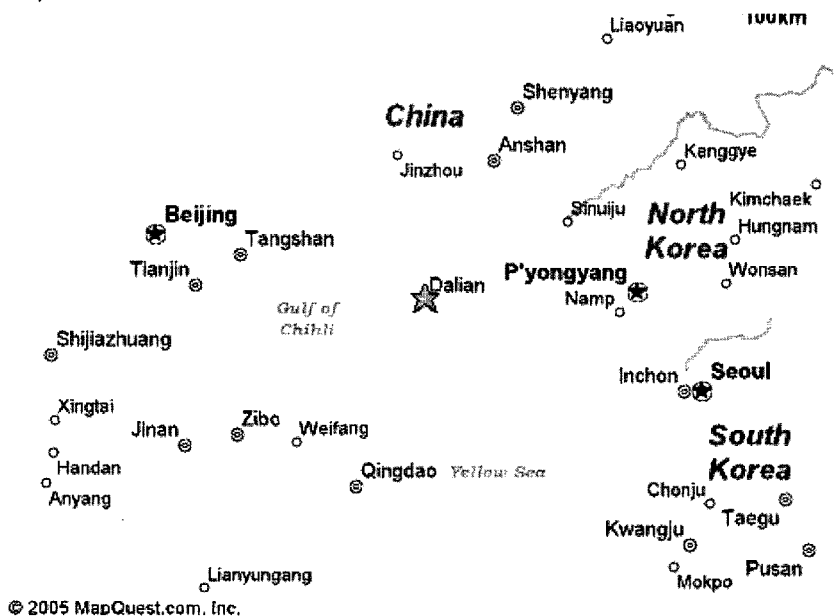 Liaoyuan
100km
Shenyang
China
Anshan
Jinzhou
Kanggye
Kimchaek
Sinuiju
North
Korea
Hungnam
Beijing
Tangshan
Tianjin
Dalian
P'yongyang
Wonsan
Namp
Gulf of
Chihli
Shijiazhuang
Inchon
Seoul
Xingtai
Jinan
Zibo
Weifang
South
Korea
Handan
Anyang
Qingdao
Yellow Sea
Chonju
Taegu
Kwangju
Pusan
Mokpo
Lianyungang
© 2005 MapQuest.com, Inc.